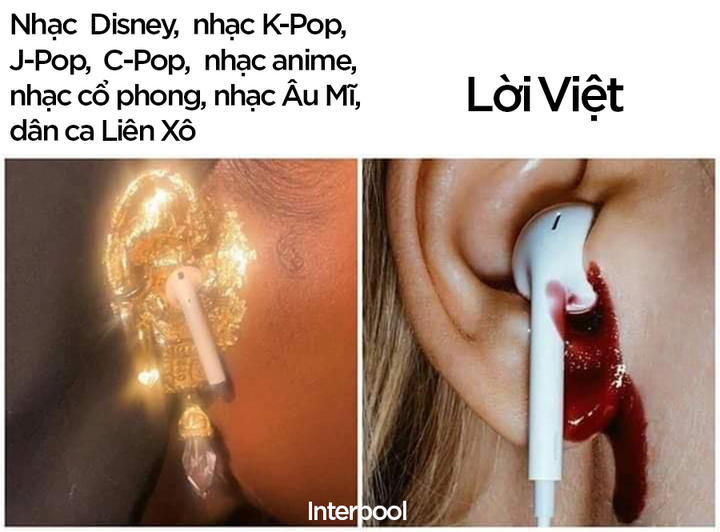 Nhạc Disney, nhạc K-Pop,
J-Pop, C-Pop, nhạc anime,
nhạc cổ phong, nhạc Âu Mĩ,
dân ca Liên Xô
Lời Việt
Interpool